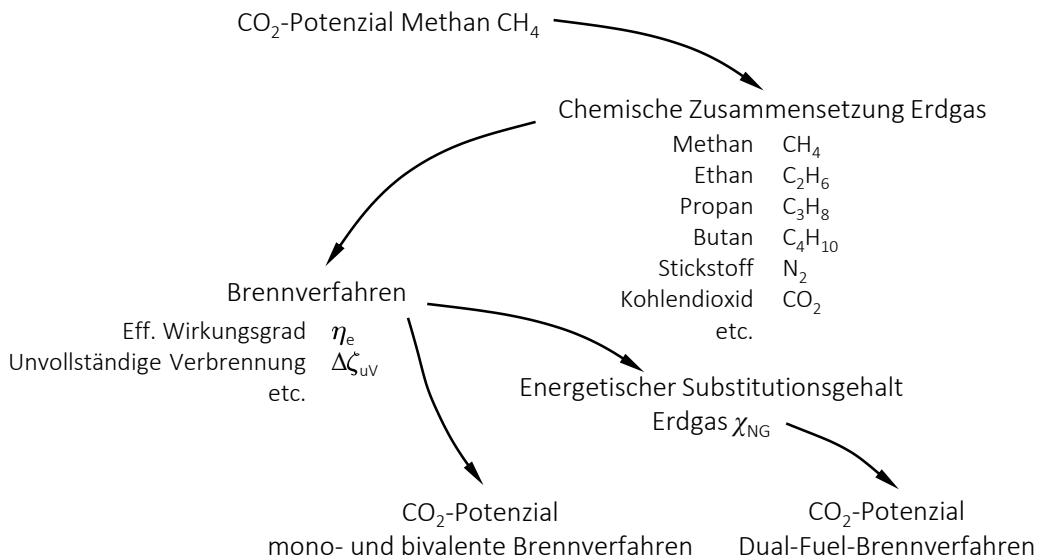 CO₂-Potenzial Methan CH₄
Chemische Zusammensetzung Erdgas
Methan CH₄
Ethan C₂H₆
Propan C₃H₈
Butan C₄H₁₀
Stickstoff N₂
Kohlendioxid CO₂
etc.
Brennverfahren
Eff. Wirkungsgrad ηₑ
Unvollständige Verbrennung ΔζuV
etc.
Energetischer Substitutionsgehalt
Erdgas χNG
CO₂-Potenzial
mono- und bivalente Brennverfahren
CO₂-Potenzial
Dual-Fuel-Brennverfahren